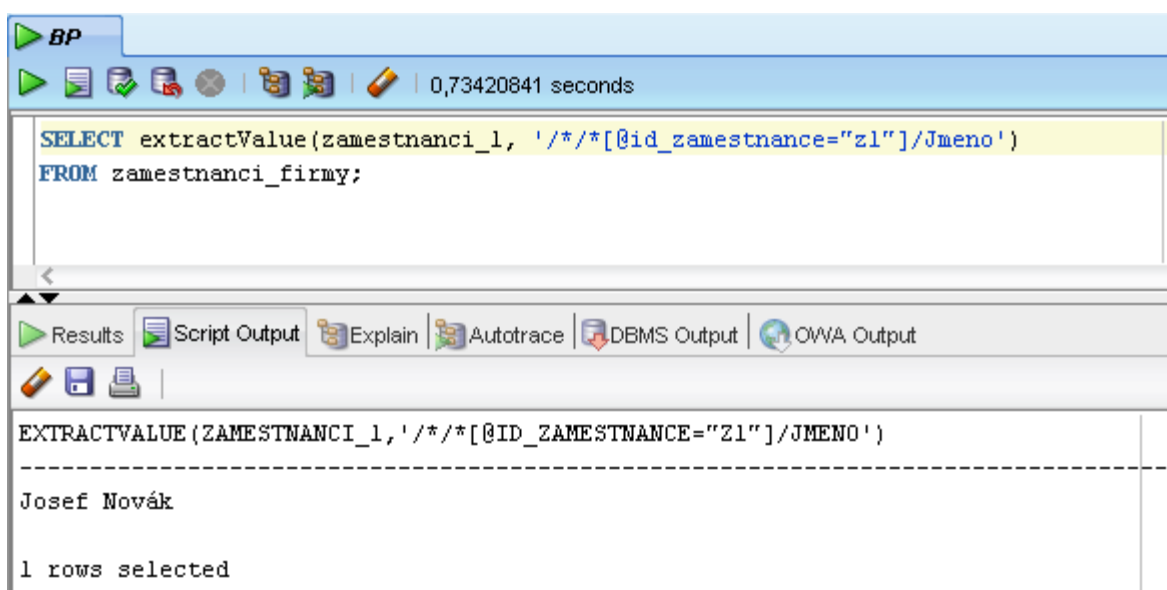 BP
0,73420841 seconds
SELECT extractValue(zamestnanci_1, '/*/*[@id_zamestnance="z1"]/Jmeno')
FROM zamestnanci_firmy;
Results Script Output Explain Autotrace DBMS Output OWA Output
EXTRACTVALUE(ZAMESTNANCI_1,'/*/*[@ID_ZAMESTNANCE="Z1"]/JMENO')
--------------------------------------------------------------------------------
Josef Novák
1 rows selected